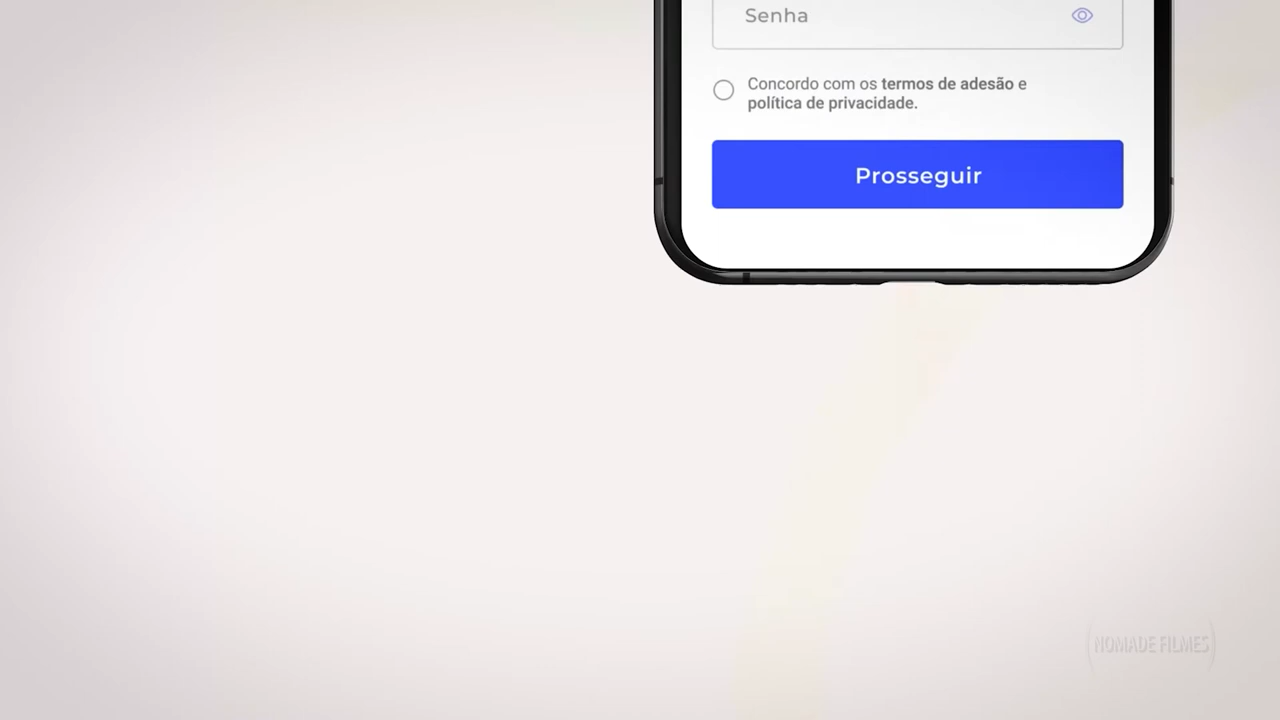 Senha
Concordo com os termos de adesão e
política de privacidade.
Prosseguir
(NOMADE FILMES)